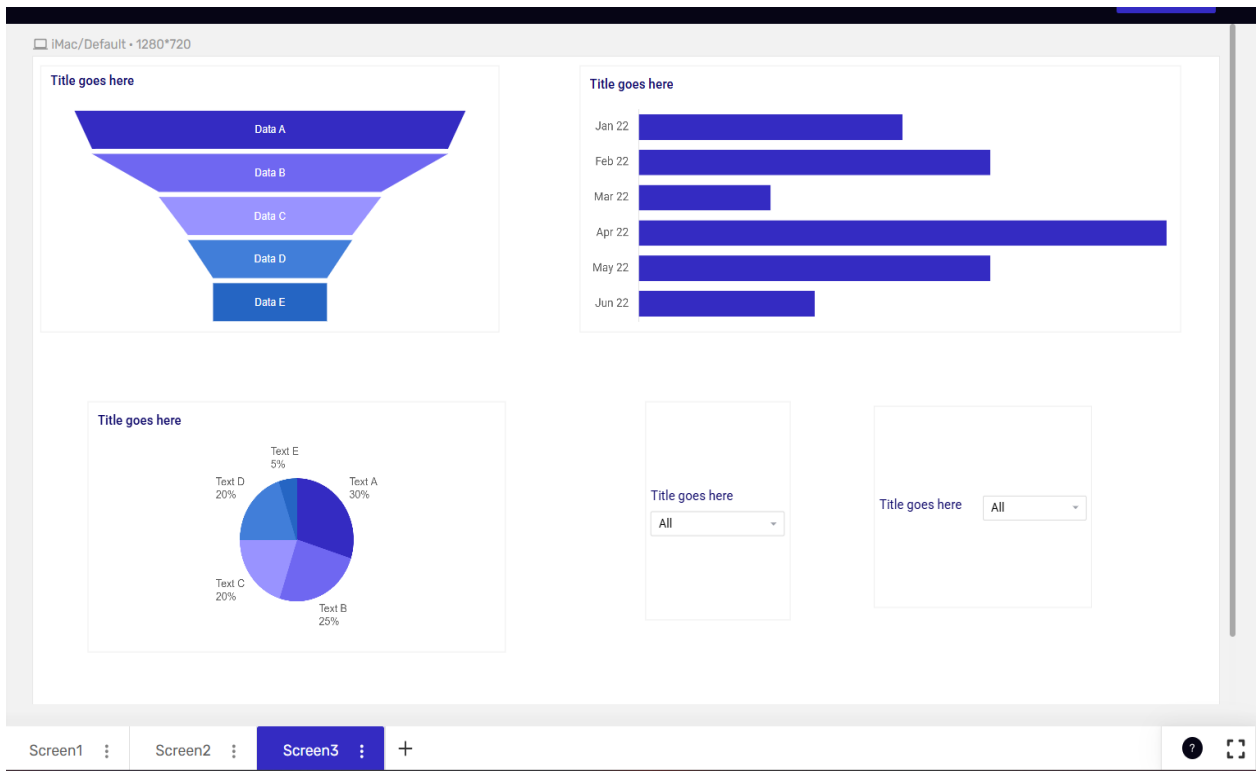 iMac/Default • 1280*720
Title goes here
Data A
Data B
Data C
Data D
Data E
Title goes here
Jan 22
Feb 22
Mar 22
Apr 22
May 22
Jun 22
Title goes here
Text E
5%
Text A
30%
Text D
20%
Text C
20%
Text B
25%
Title goes here
All
Title goes here
All
Screen1
Screen2
Screen3
+
?